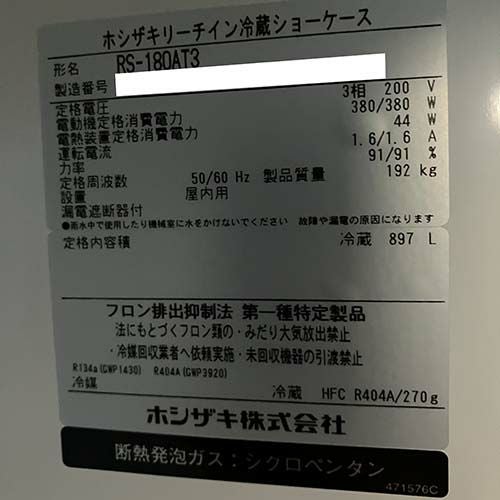 ホシザキリーチイン冷蔵ショーケース
形名 RS-180AT3
製造番号
定格電圧 3相 200 V
電動機定格消費電力 380/380 W
電熱装置定格消費電力 44 W
運転電流 1.6/1.6 A
力率 91/91 %
定格周波数 50/60 Hz 製品質量 192 kg
設置 屋内用
漏電遮断器付
●雨水中で使用したり機械室に水をかけないでください 故障や漏電の原因になります
定格内容積 冷蔵 897 L
フロン排出抑制法 第一種特定製品
法にもとづくフロン類の・みだり大気放出禁止
・冷媒回収業者へ依頼実施・未回収機器の引渡禁止
R134a(GWP1430) R404A(GWP3920)
冷媒 冷蔵 HFC R404A/270g
ホシザキ株式会社
断熱発泡ガス：シクロペンタン
471576C